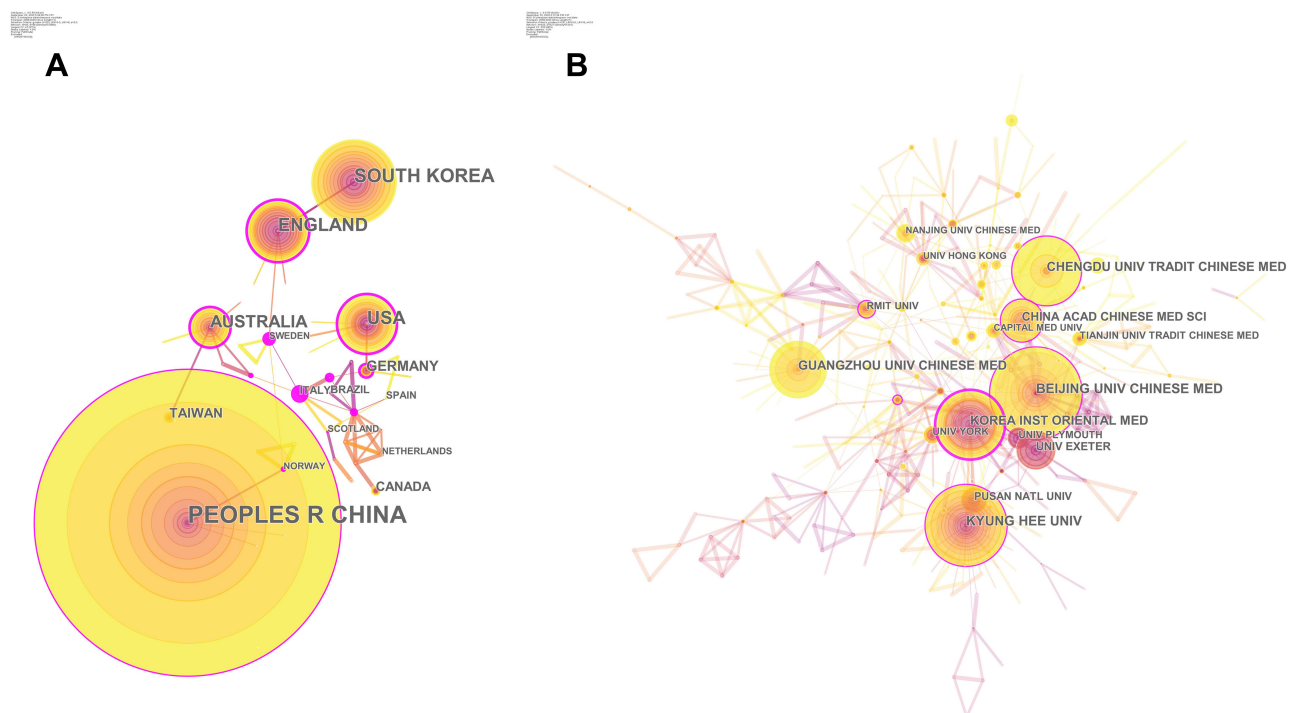 A
B
SOUTH KOREA
ENGLAND
AUSTRALIA
USA
SWEDEN
GERMANY
ITALY
BRAZIL
SPAIN
TAIWAN
SCOTLAND
NETHERLANDS
NORWAY
CANADA
PEOPLES R CHINA
NANJING UNIV CHINESE MED
UNIV HONG KONG
CHENGDU UNIV TRADIT CHINESE MED
RMIT UNIV
CHINA ACAD CHINESE MED SCI
CAPITAL MED UNIV
TIANJIN UNIV TRADIT CHINESE MED
GUANGZHOU UNIV CHINESE MED
BEIJING UNIV CHINESE MED
KOREA INST ORIENTAL MED
UNIV YORK
UNIV PLYMOUTH
UNIV EXETER
PUSAN NATL UNIV
KYUNG HEE UNIV